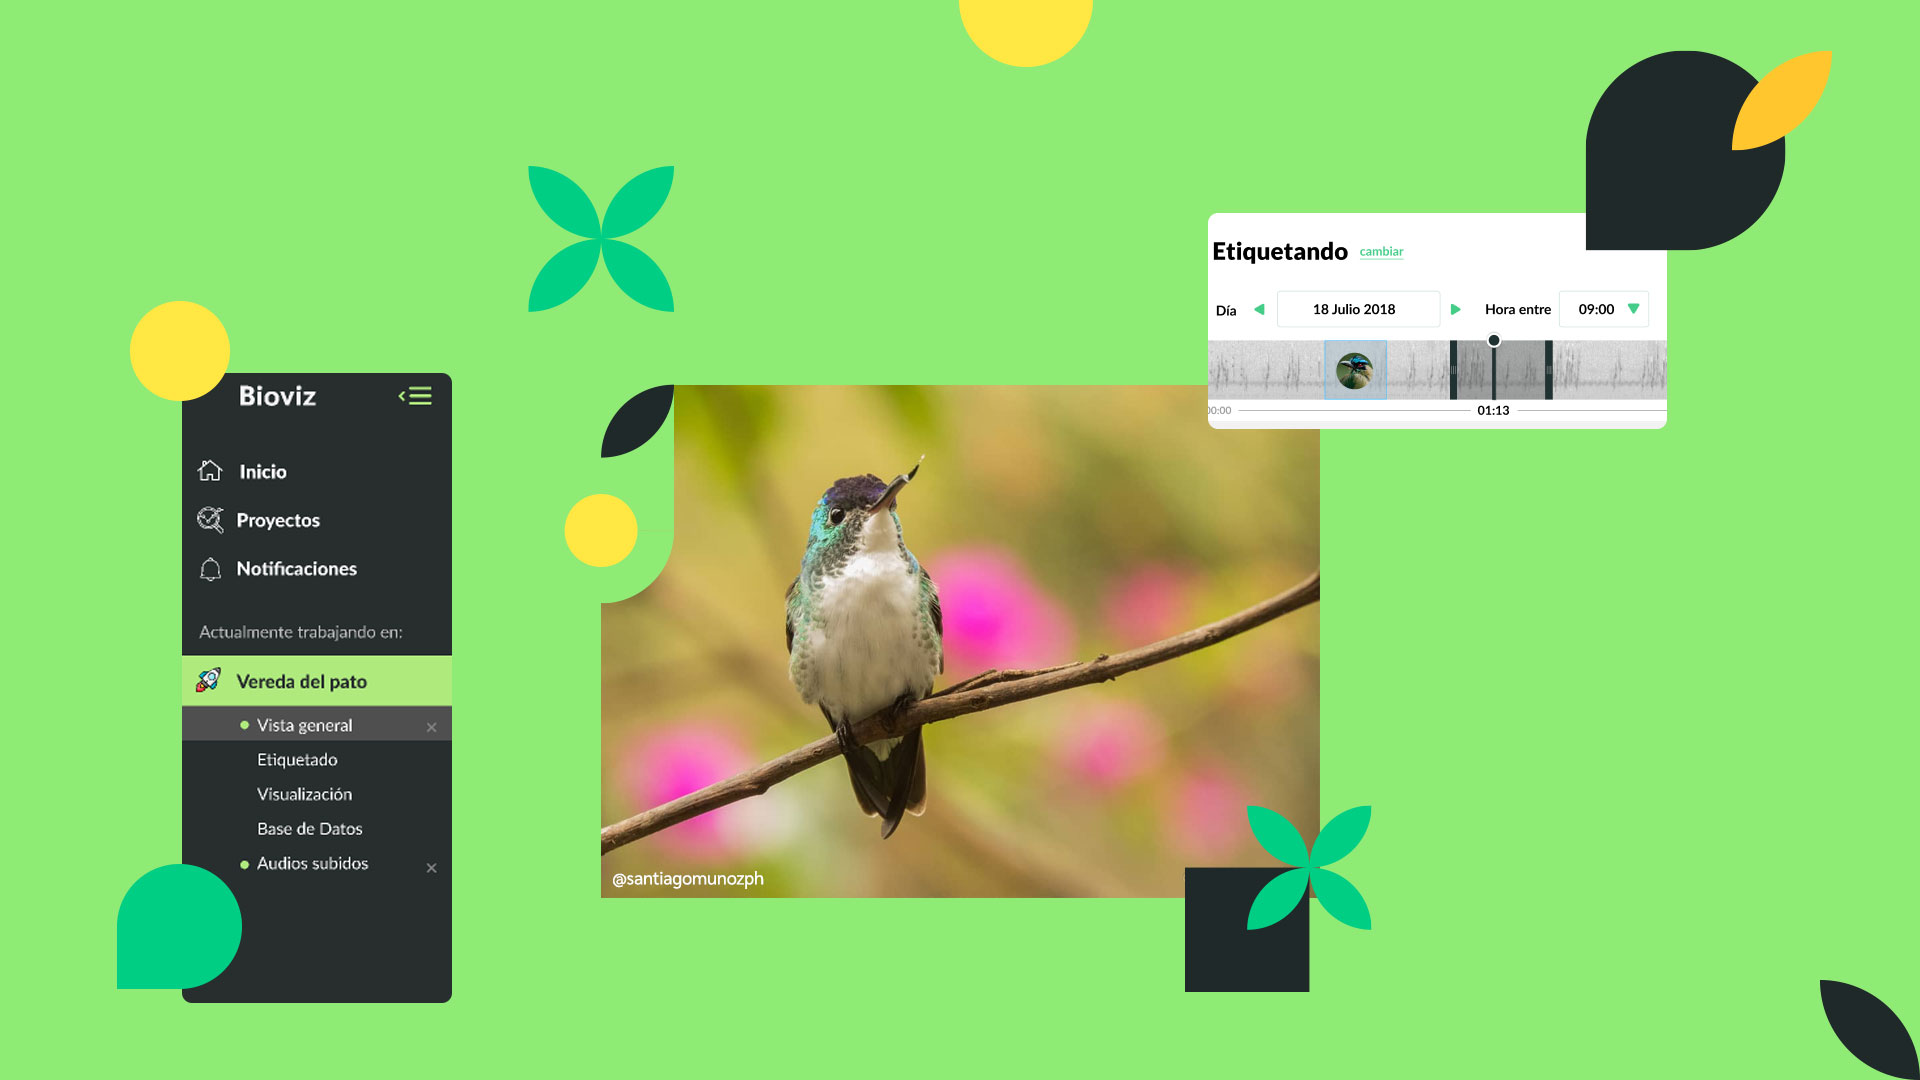 Bioviz
Inicio
Proyectos
Notificaciones
Actualmente trabajando en:
Vereda del pato
Vista general
Etiquetado
Visualización
Base de Datos
Audios subidos
@santiagomunozph
Etiquetando cambiar
Día 18 Julio 2018 Hora entre 09:00
00:00 01:13